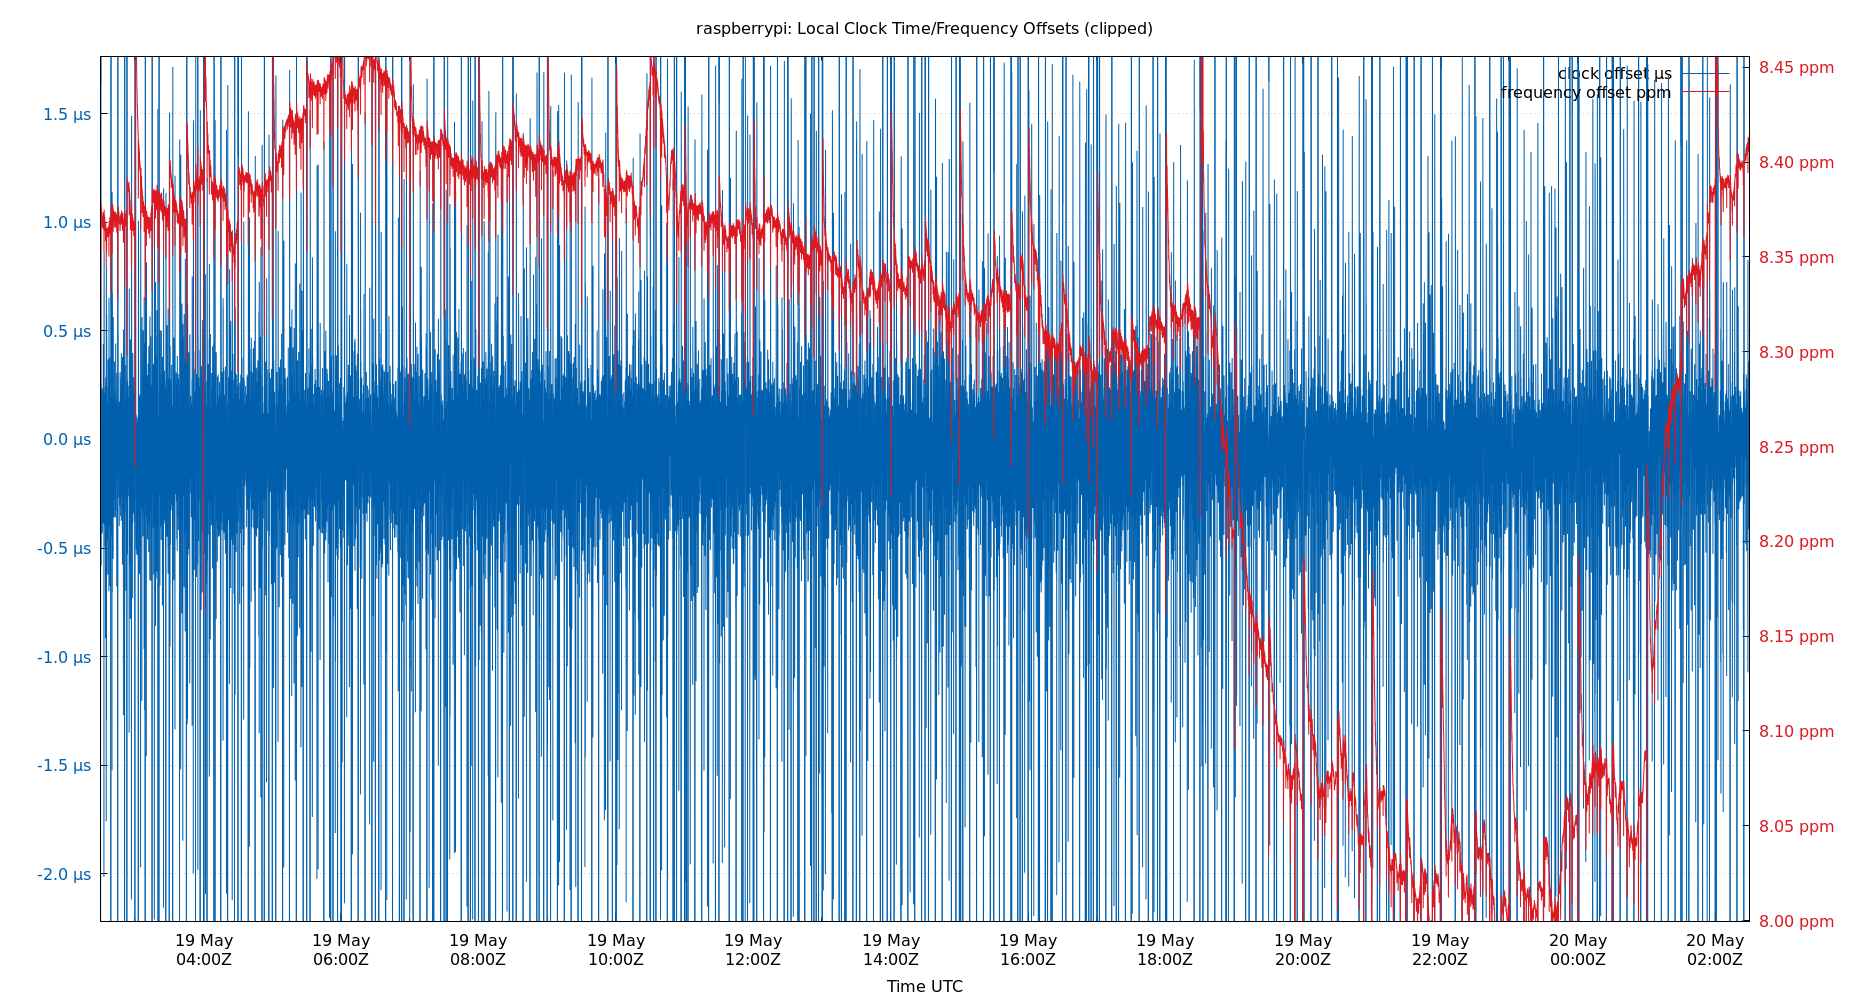 raspberrypi: Local Clock Time/Frequency Offsets (clipped)
clock offset µs
frequency offset ppm
1.5 µs
1.0 µs
0.5 µs
0.0 µs
-0.5 µs
-1.0 µs
-1.5 µs
-2.0 µs
8.45 ppm
8.40 ppm
8.35 ppm
8.30 ppm
8.25 ppm
8.20 ppm
8.15 ppm
8.10 ppm
8.05 ppm
8.00 ppm
19 May 19 May 19 May 19 May 19 May 19 May 19 May 19 May 19 May 19 May 20 May 20 May
04:00Z 06:00Z 08:00Z 10:00Z 12:00Z 14:00Z 16:00Z 18:00Z 20:00Z 22:00Z 00:00Z 02:00Z
Time UTC